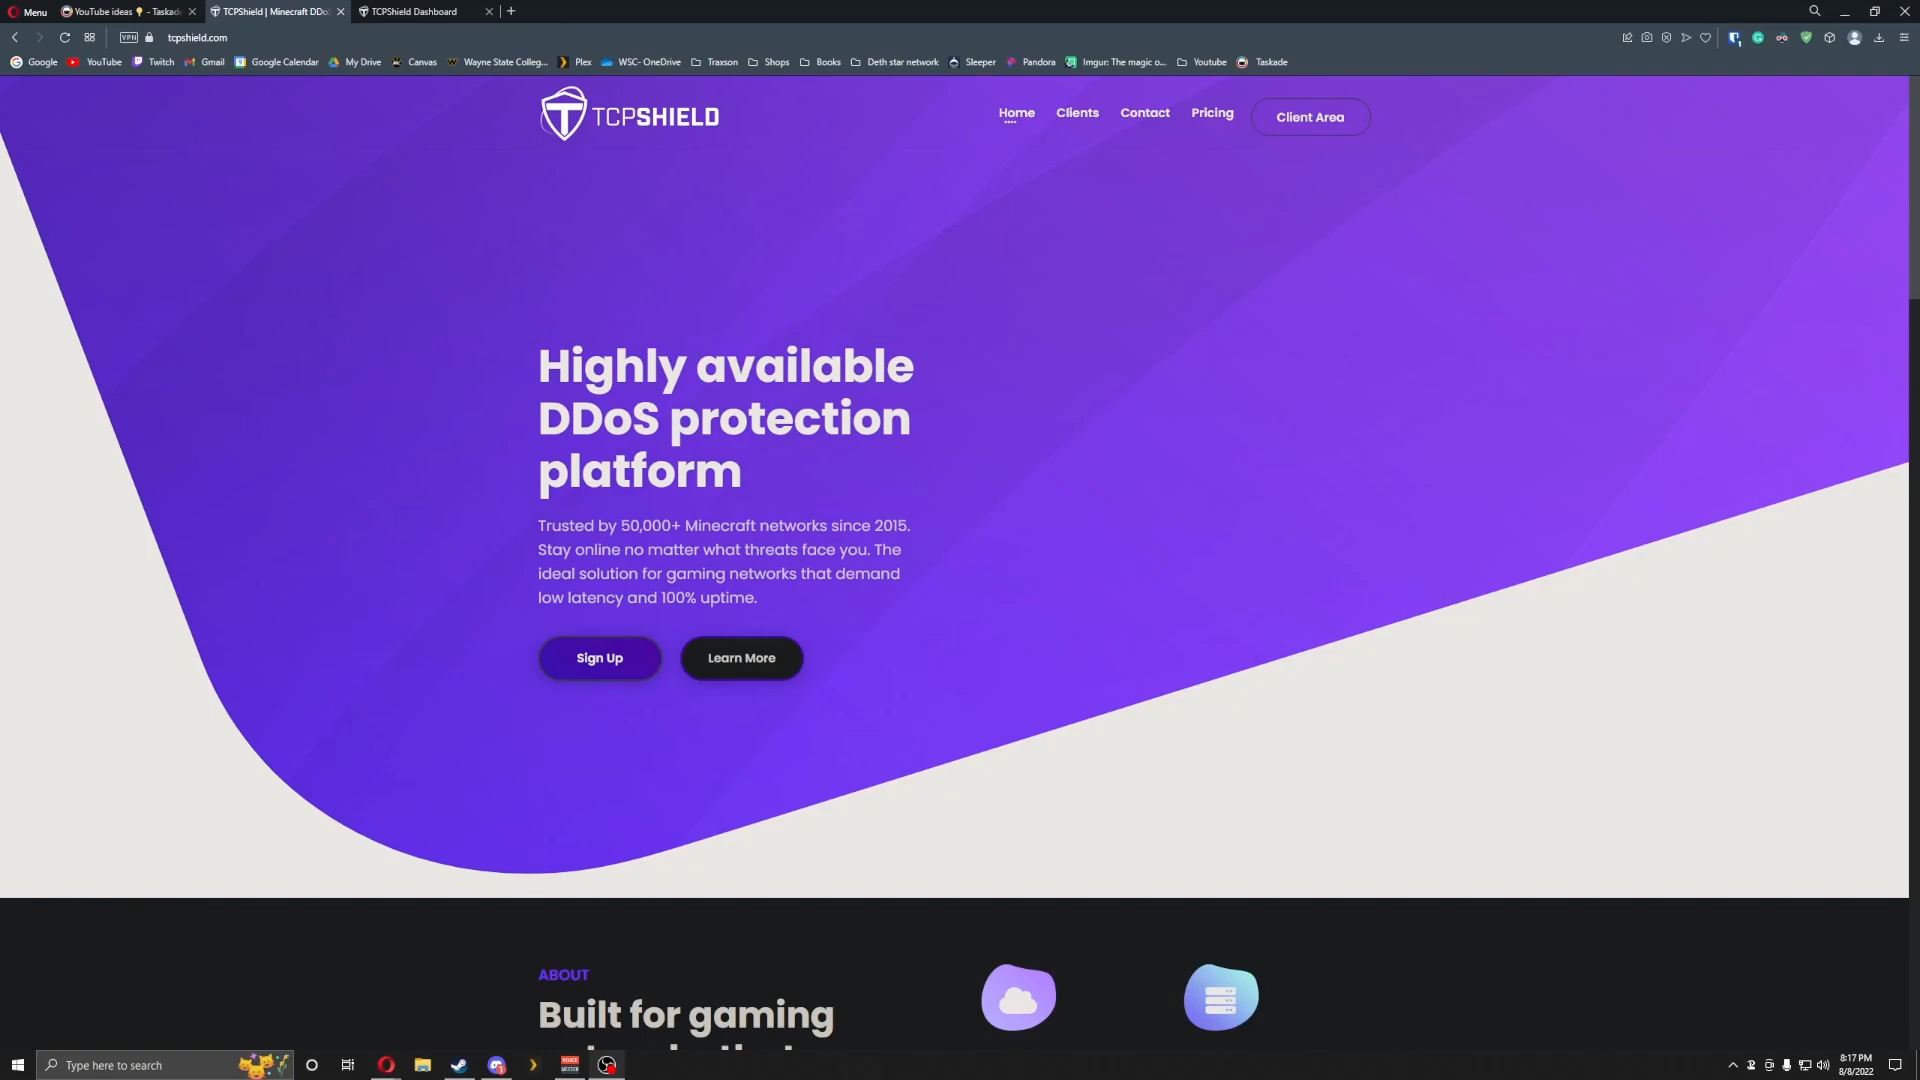 Menu
YouTube ideas - Taskade
TCPShield | Minecraft DDo
TCPShield Dashboard
VPN
tcpshield.com
Google YouTube Twitch Gmail Google Calendar My Drive Canvas Wayne State Colleg... Plex WSC- OneDrive Traxson Shops Books Deth star network Sleeper Pandora Imgur: The magic o... Youtube Taskade
TCPSHIELD
Home Clients Contact Pricing Client Area
Highly available
DDoS protection
platform
Trusted by 50,000+ Minecraft networks since 2015.
Stay online no matter what threats face you. The
ideal solution for gaming networks that demand
low latency and 100% uptime.
Sign Up Learn More
ABOUT
Built for gaming
Type here to search
8:17 PM
8/8/2022